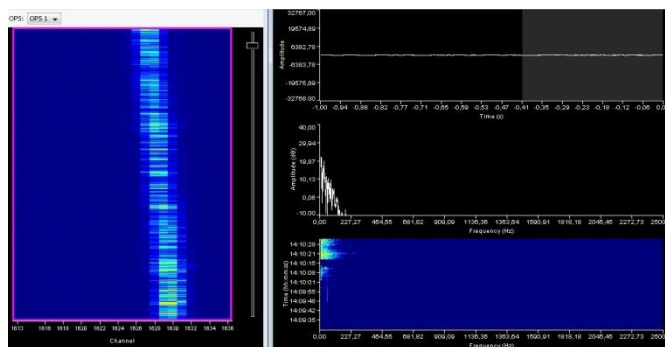 OPS: OPS 1
1613 1614 1616 1618 1620 1622 1624 1626 1628 1630 1632 1634 1636
Channel
32767,00
19574,89
6382,78
-6383,78
-19575,89
-32768,00
Amplitude
-1,00 -0,94 -0,88 -0,82 -0,77 -0,71 -0,65 -0,59 -0,53 -0,47 -0,41 -0,36 -0,29 -0,23 -0,18 -0,12 -0,06 0,0
Time (s)
40,00
29,94
19,87
10,13
0,06
-10,00
Amplitude (dB)
0,00 227,27 454,55 681,82 909,09 1136,36 1363,64 1590,91 1818,18 2045,45 2272,73 2500
Frequency (Hz)
14:10:28
14:10:21
14:10:15
14:10:08
14:10:01
14:09:55
14:09:48
14:09:42
14:09:35
Time (hh:mm:ss)
0,00 227,27 454,55 681,82 909,09 1136,36 1363,64 1590,91 1818,18 2045,45 2272,73 2500
Frequency (Hz)